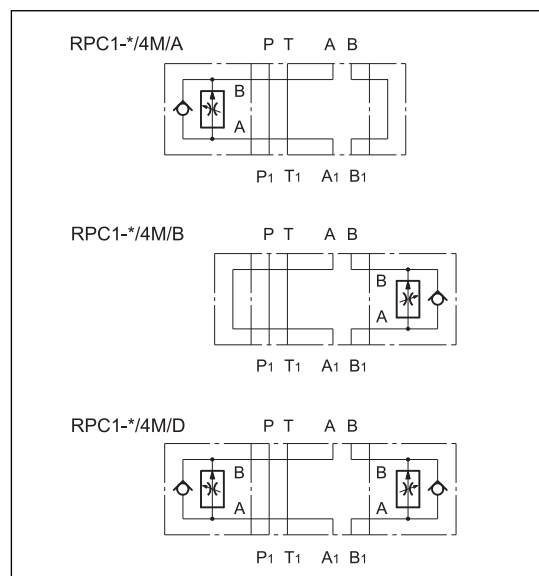 RPC1-*/4M/A P T A B
B
A
P1 T1 A1 B1
RPC1-*/4M/B P T A B
B
A
P1 T1 A1 B1
RPC1-*/4M/D P T A B
B B
A A
P1 T1 A1 B1